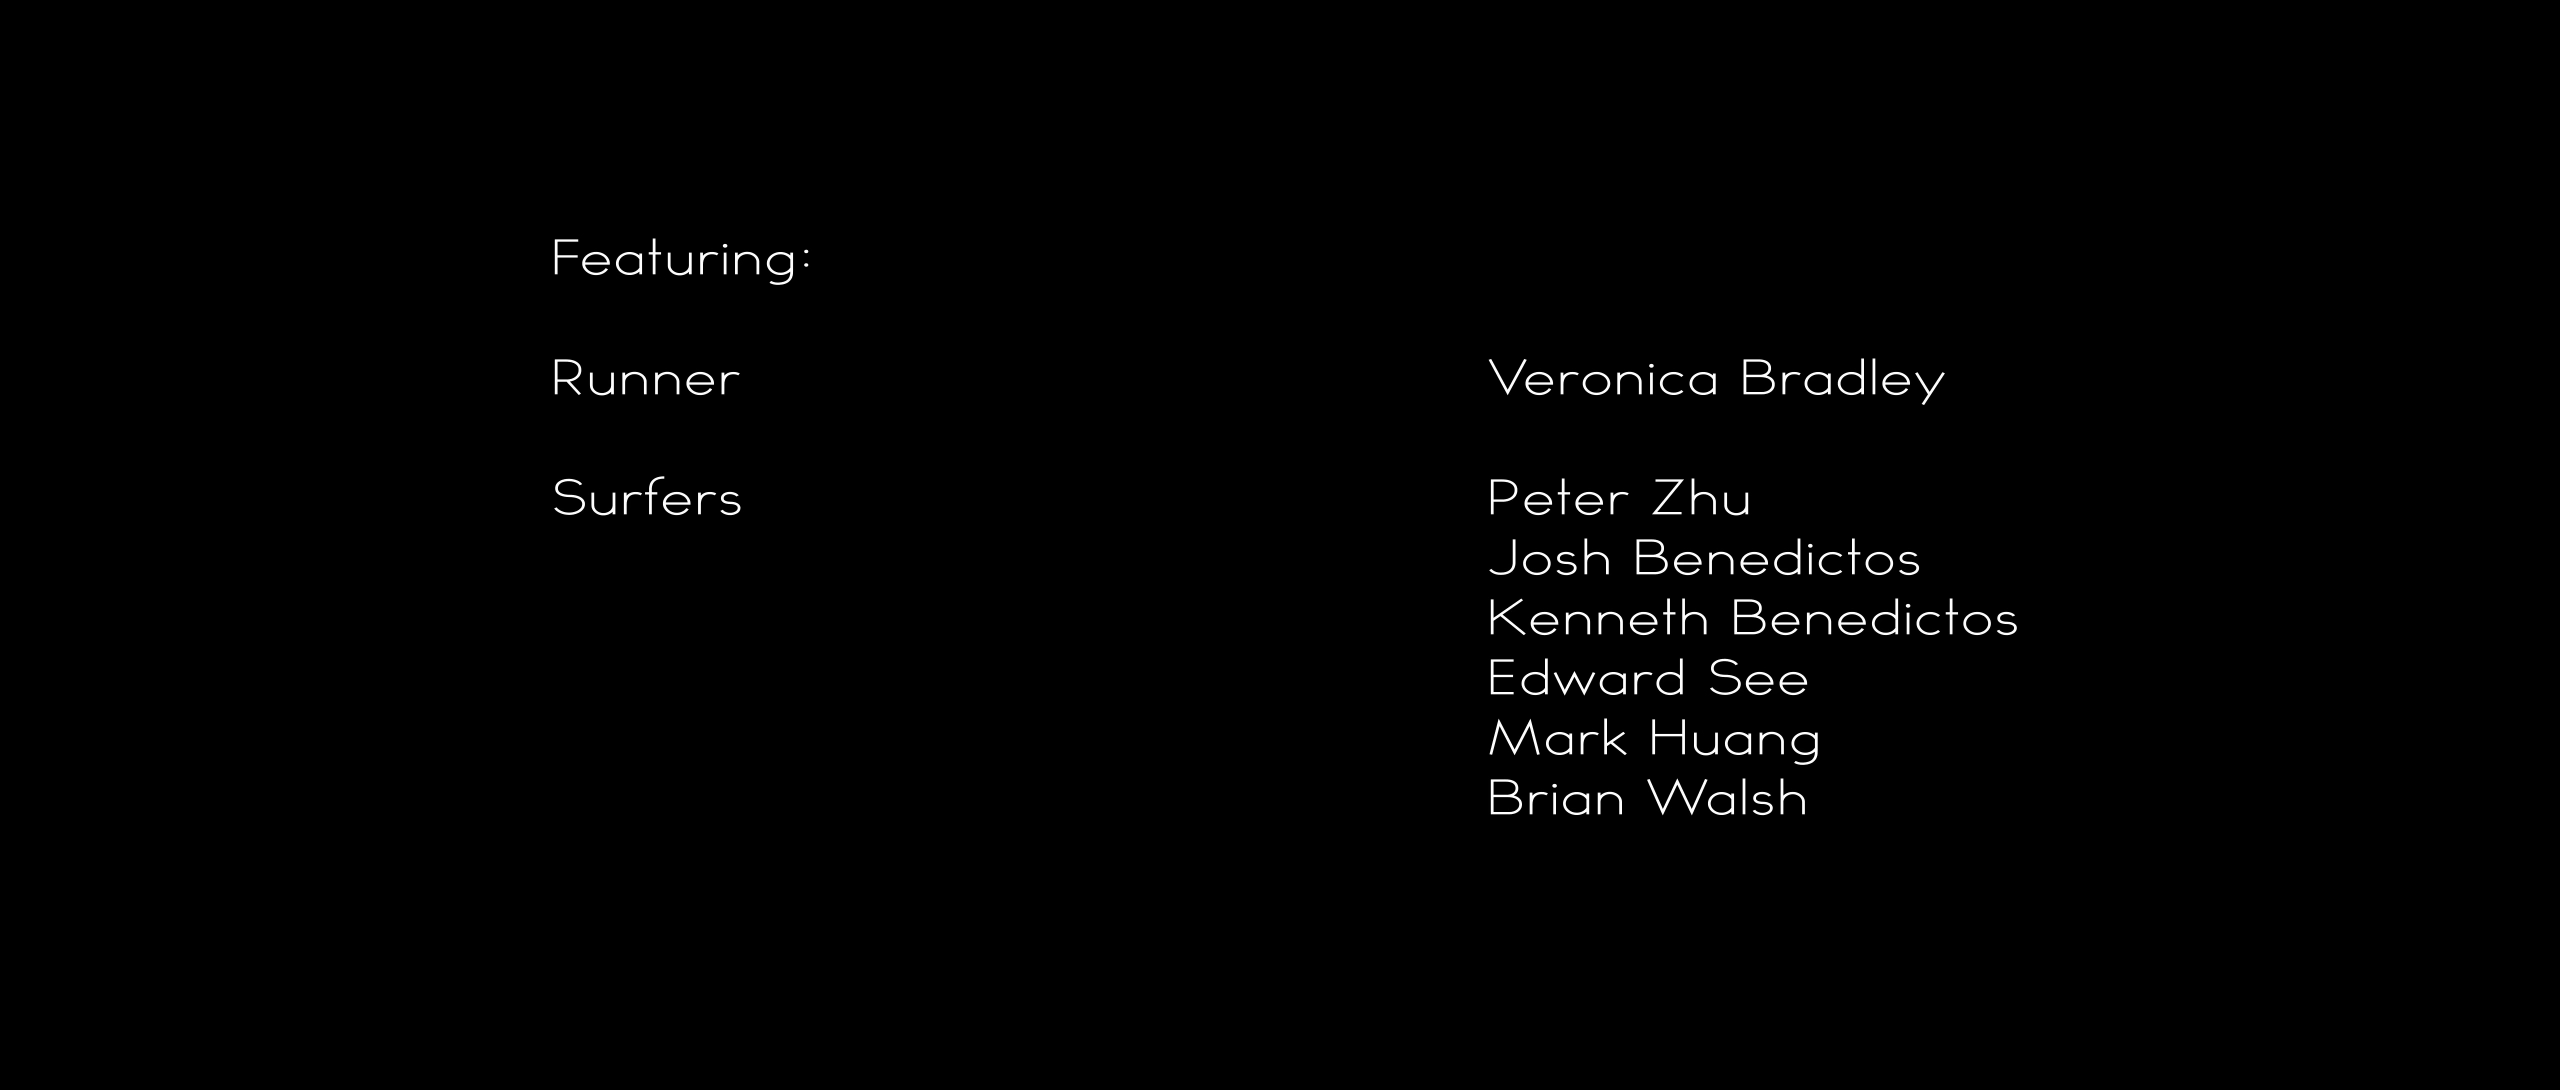 Featuring:
Runner Veronica Bradley
Surfers Peter Zhu
Josh Benedictos
Kenneth Benedictos
Edward See
Mark Huang
Brian Walsh